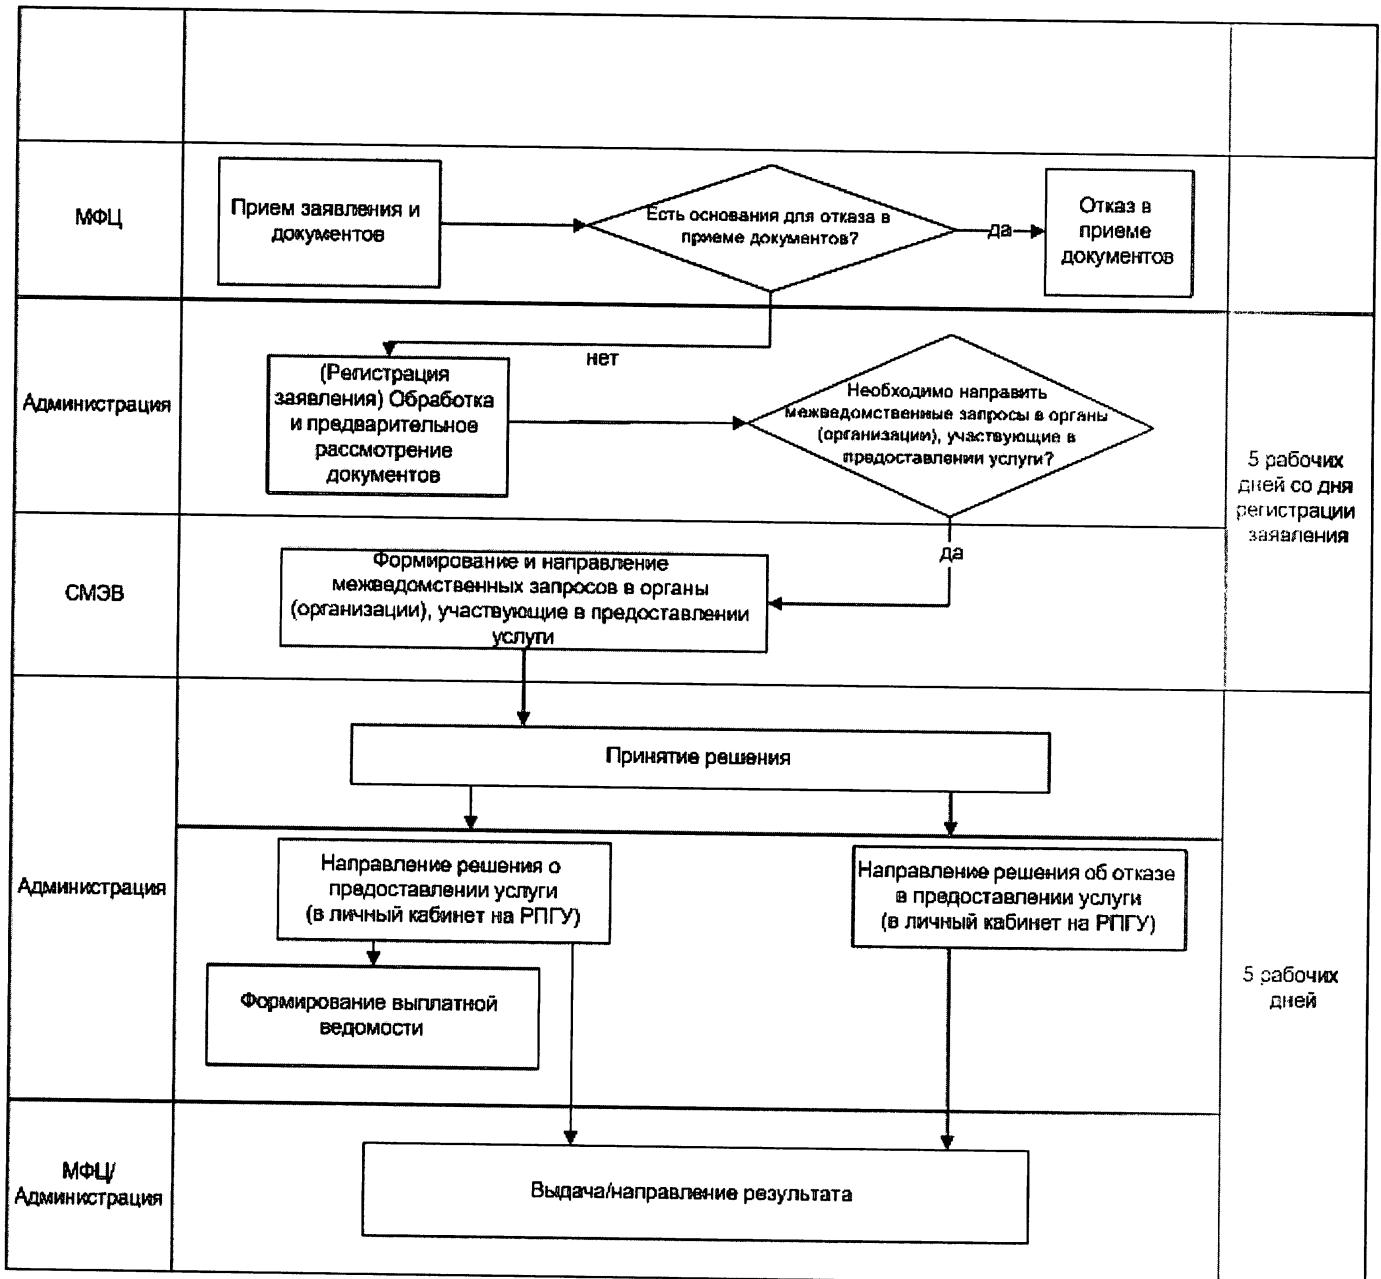 МФЦ
Прием заявления и
документов
Есть основания для отказа в
приеме документов?
да
Отказ в
приеме
документов
нет
Администрация
(Регистрация
заявления) Обработка
и предварительное
рассмотрение
документов
Необходимо направить
межведомственные запросы в органы
(организации), участвующие в
предоставлении услуги?
5 рабочих
дней со дня
регистрации
заявления
да
СМЭВ
Формирование и направление
межведомственных запросов в органы
(организации), участвующие в предоставлении
услуги
Принятие решения
Администрация
Направление решения о
предоставлении услуги
(в личный кабинет на РПГУ)
Направление решения об отказе
в предоставлении услуги
(в личный кабинет на РПГУ)
Формирование выплатной
ведомости
5 рабочих
дней
МФЦ/
Администрация
Выдача/направление результата